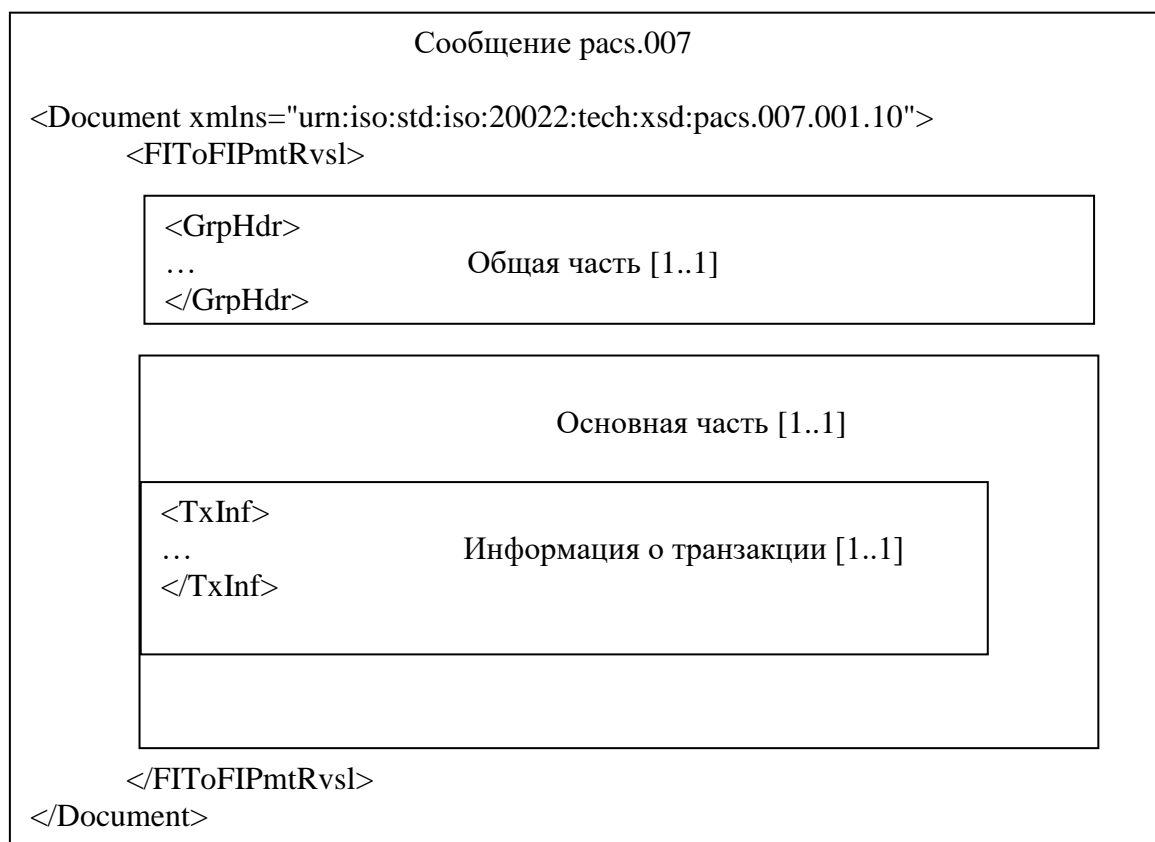 Сообщение pacs.007
<Document xmlns="urn:iso:std:iso:20022:tech:xsd:pacs.007.001.10">
<FIToFIPmtRvsl>
<GrpHdr>
… Общая часть [1..1]
</GrpHdr>
Основная часть [1..1]
<TxInf>
… Информация о транзакции [1..1]
</TxInf>
</FIToFIPmtRvsl>
</Document>